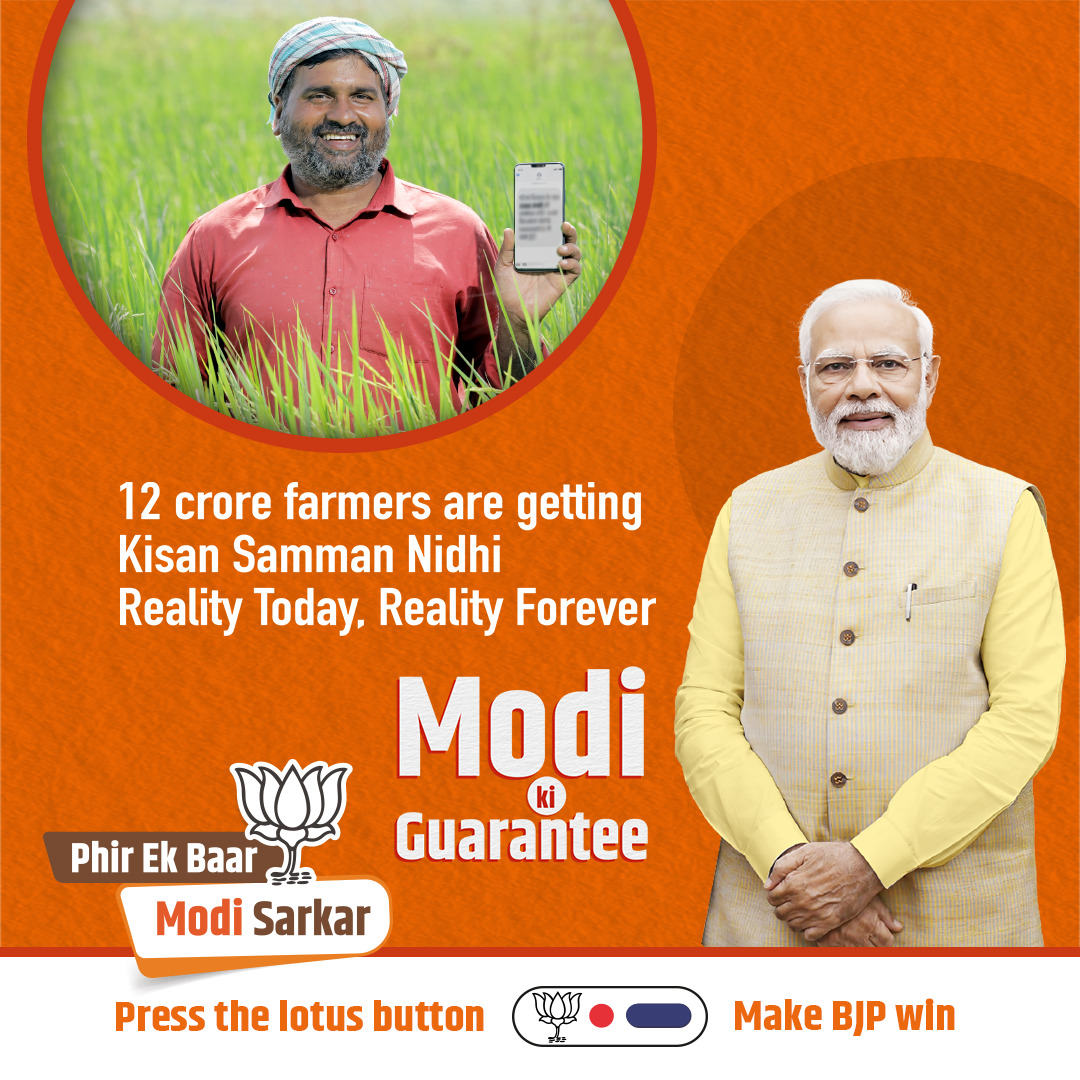 12 crore farmers are getting
Kisan Samman Nidhi
Reality Today, Reality Forever
Modi
ki
Guarantee
Phir Ek Baar
Modi Sarkar
Press the lotus button
Make BJP win